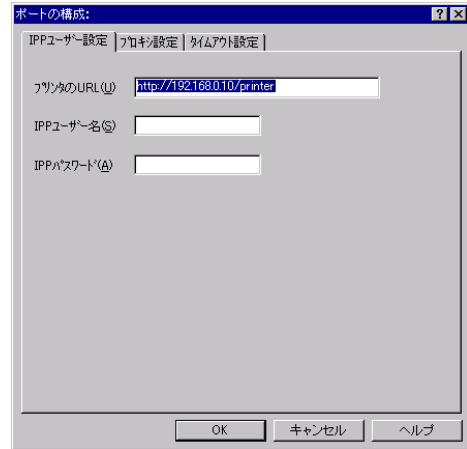 ポートの構成:
IPPユーザー設定 プロキシ設定 タイムアウト設定
プリンタのURL(U) http://192.168.0.10/printer
IPPユーザー名(S)
IPPパスワード(A)
OK キャンセル ヘルプ